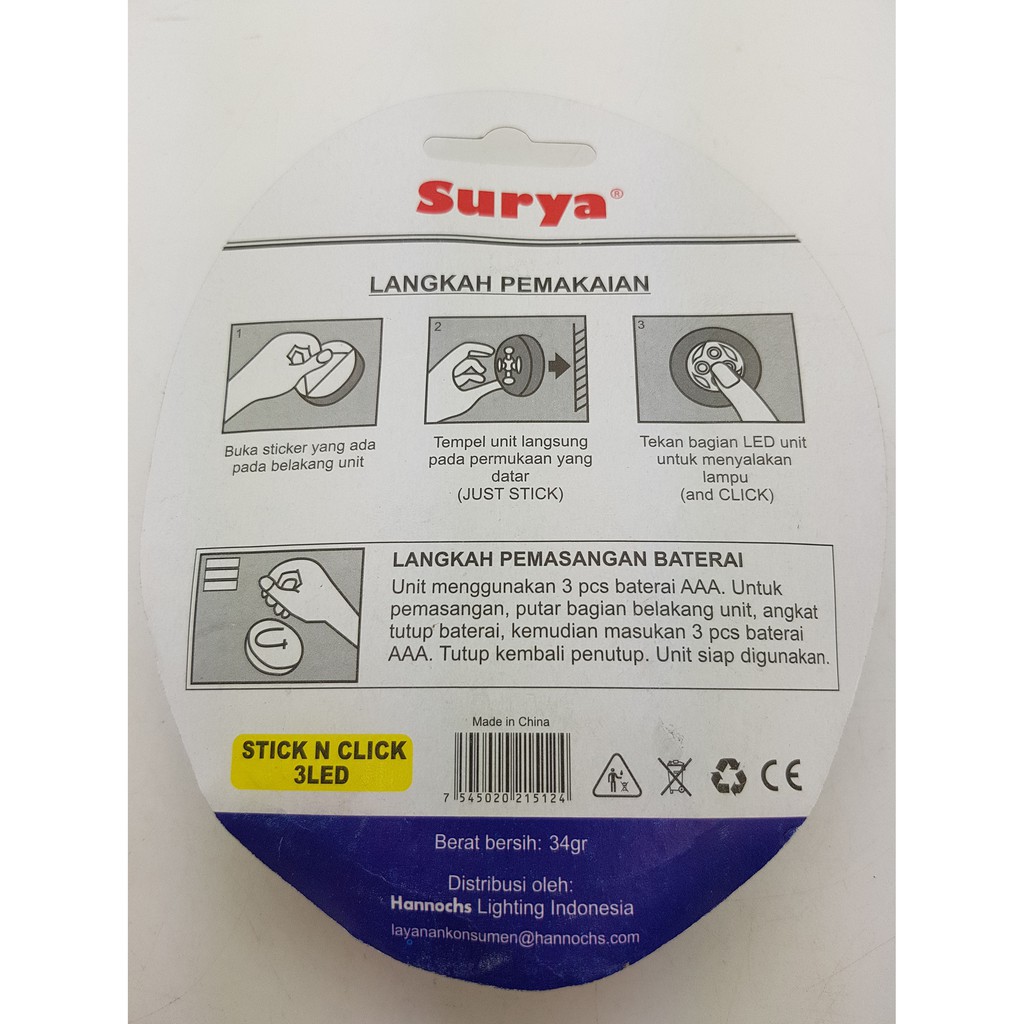 Surya®
LANGKAH PEMAKAIAN
1
2
3
Buka sticker yang ada
pada belakang unit
Tempel unit langsung
pada permukaan yang
datar
(JUST STICK)
Tekan bagian LED unit
untuk menyalakan
lampu
(and CLICK)
LANGKAH PEMASANGAN BATERAI
Unit menggunakan 3 pcs baterai AAA. Untuk
pemasangan, putar bagian belakang unit, angkat
tutup baterai, kemudian masukan 3 pcs baterai
AAA. Tutup kembali penutup. Unit siap digunakan.
STICK N CLICK
3LED
Made in China
7 545020 215124
CE
Berat bersih: 34gr
Distribusi oleh:
Hannochs Lighting Indonesia
layanankonsumen@hannochs.com